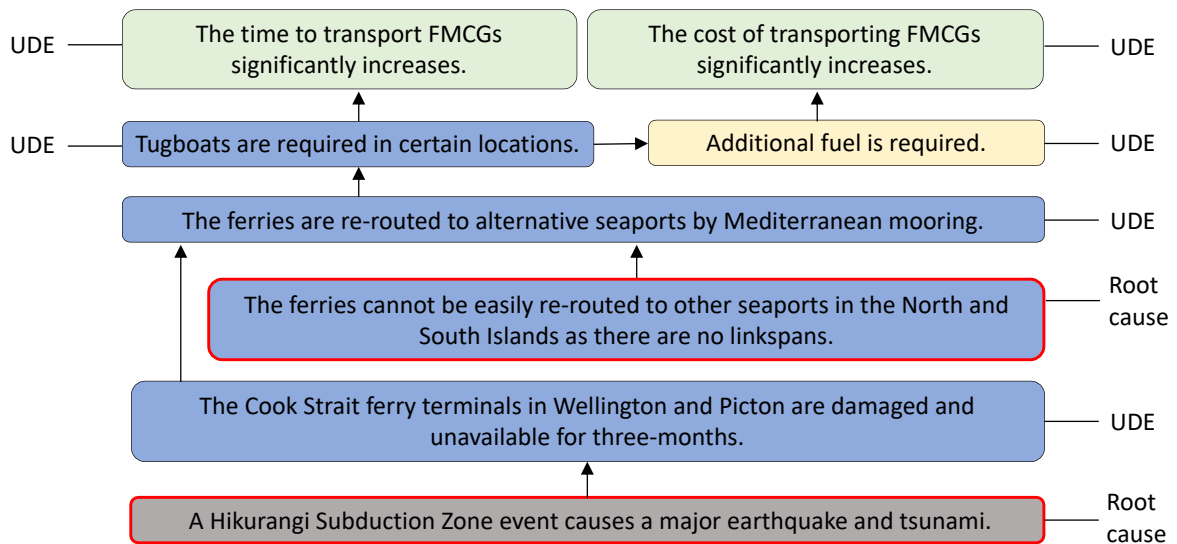 UDE
The time to transport FMCGs
significantly increases.
The cost of transporting FMCGs
significantly increases.
UDE
UDE
Tugboats are required in certain locations.
Additional fuel is required.
UDE
The ferries are re-routed to alternative seaports by Mediterranean mooring.
UDE
The ferries cannot be easily re-routed to other seaports in the North and
South Islands as there are no linkspans.
Root
cause
The Cook Strait ferry terminals in Wellington and Picton are damaged and
unavailable for three-months.
UDE
A Hikurangi Subduction Zone event causes a major earthquake and tsunami.
Root
cause